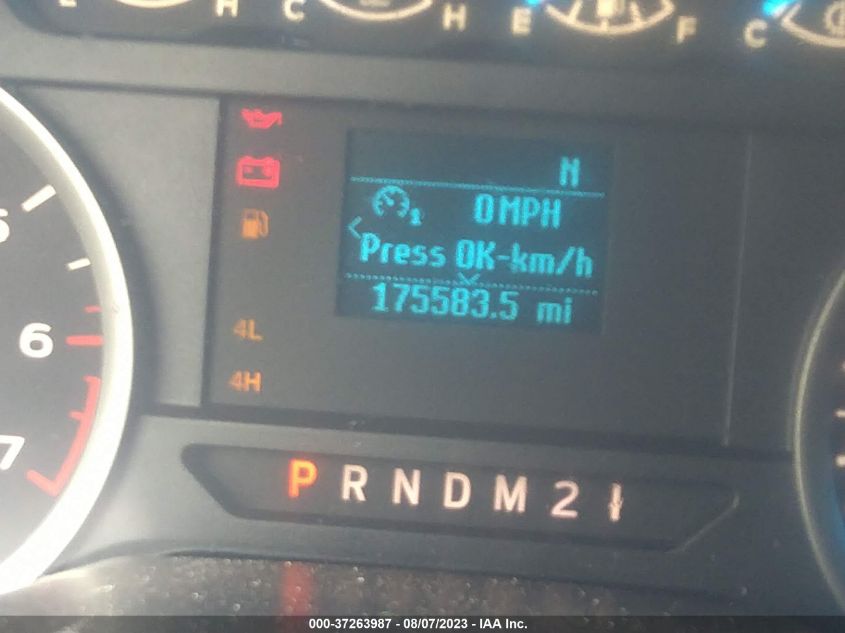 H C H E F C
N
0MPH
Press OK-km/h
175583.5 mi
5
6
7
4L
4H
P R N D M 2 1
000-37263987 - 08/07/2023 - IAA Inc.